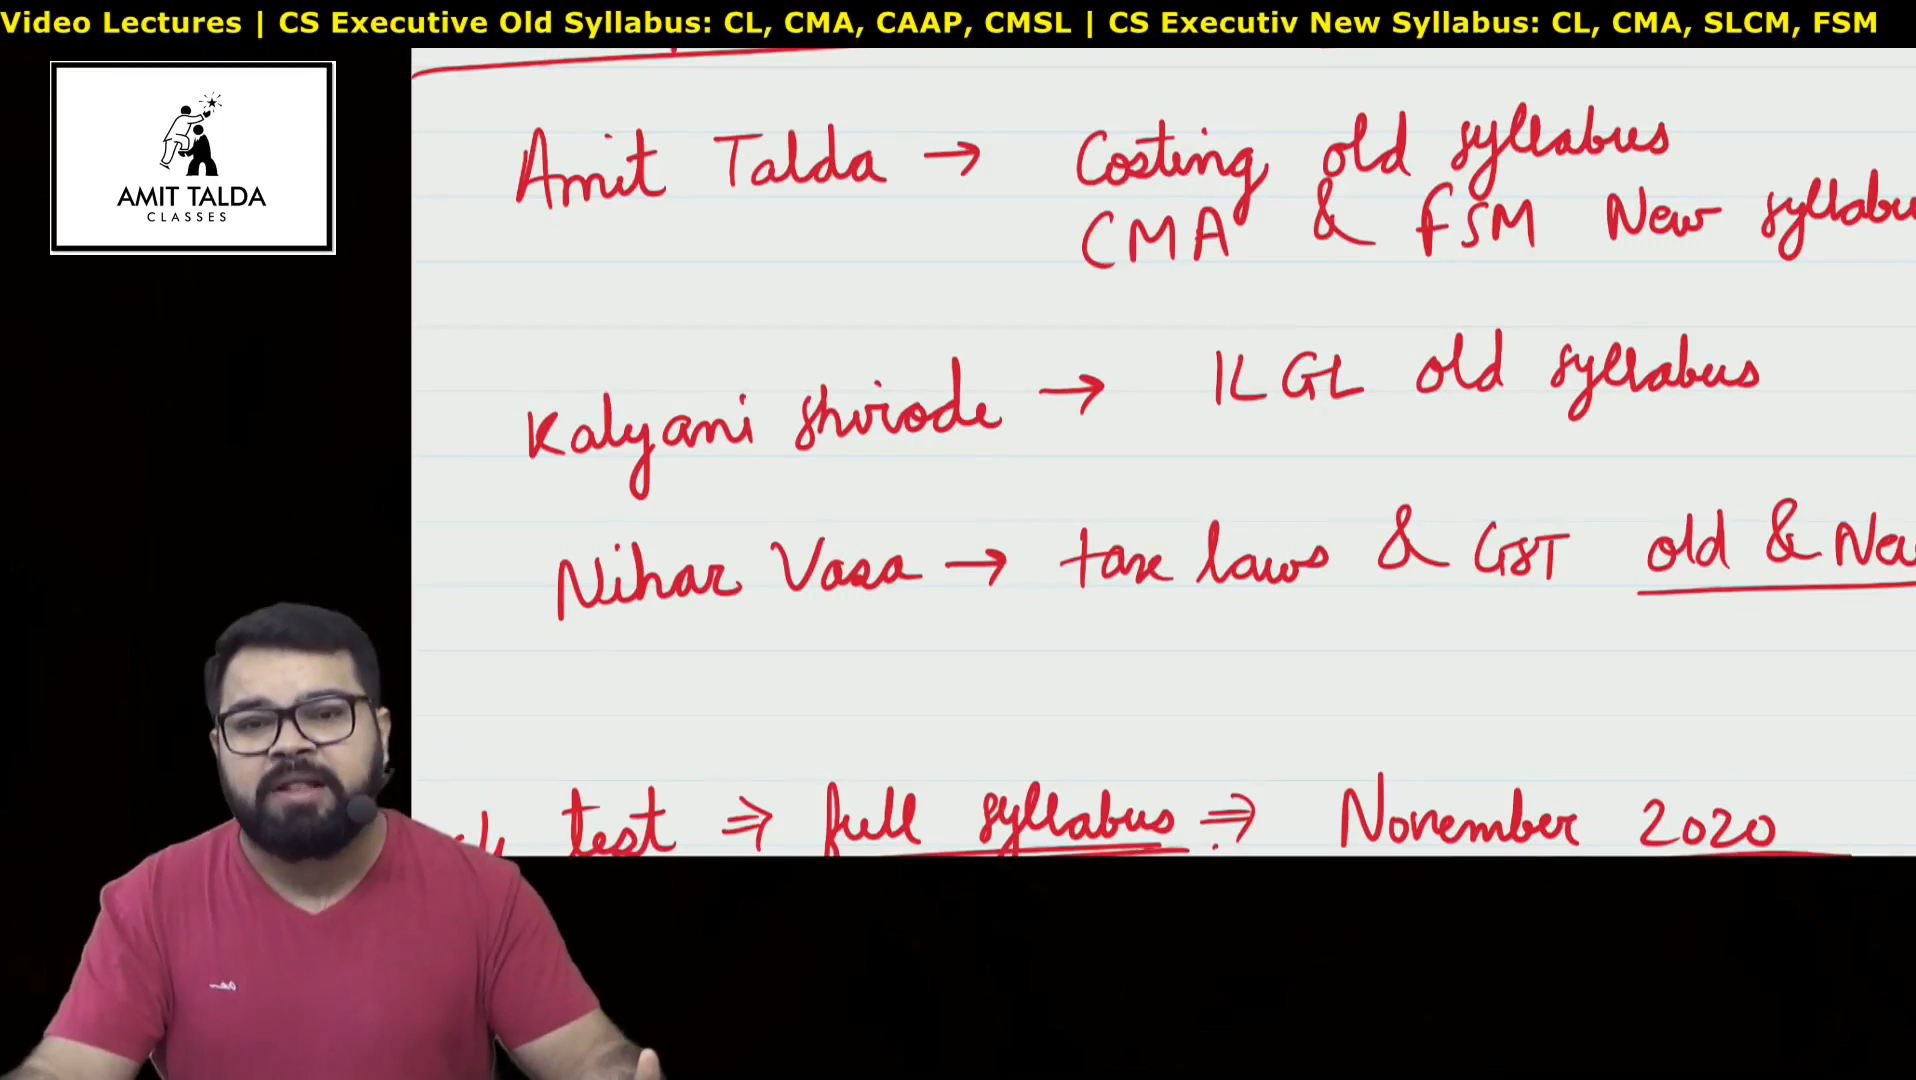 Video Lectures | CS Executive Old Syllabus: CL, CMA, CAAP, CMSL | CS Executiv New Syllabus: CL, CMA, SLCM, FSM
AMIT TALDA
CLASSES
Amit Talda → Costing old syllabus
CMA & FSM New syllabu
Kalyani Shirode → ILGL old syllabus
Nihar Vasa → tax laws & GST old & New
test ⇒ full syllabus ⇒ November 2020